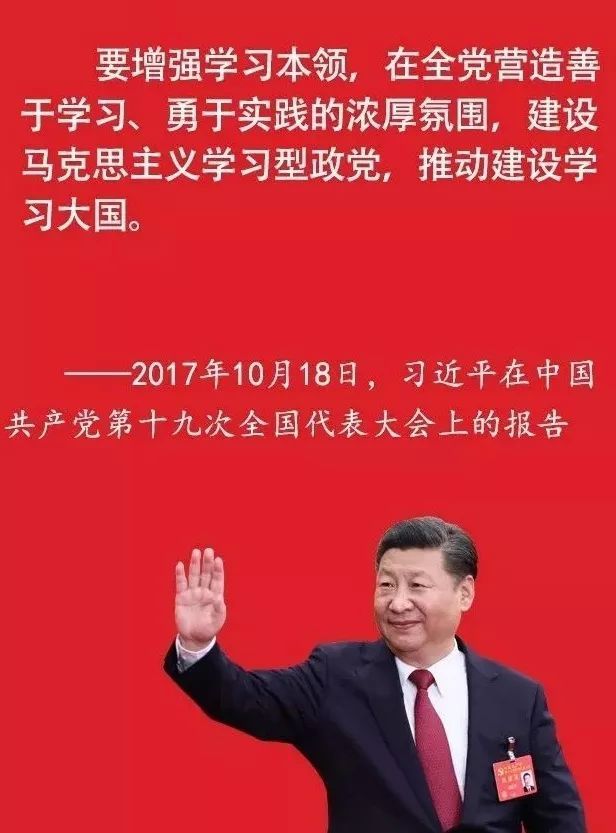 要增强学习本领，在全党营造善
于学习、勇于实践的浓厚氛围，建设
马克思主义学习型政党，推动建设学
习大国。
——2017年10月18日，习近平在中国
共产党第十九次全国代表大会上的报告